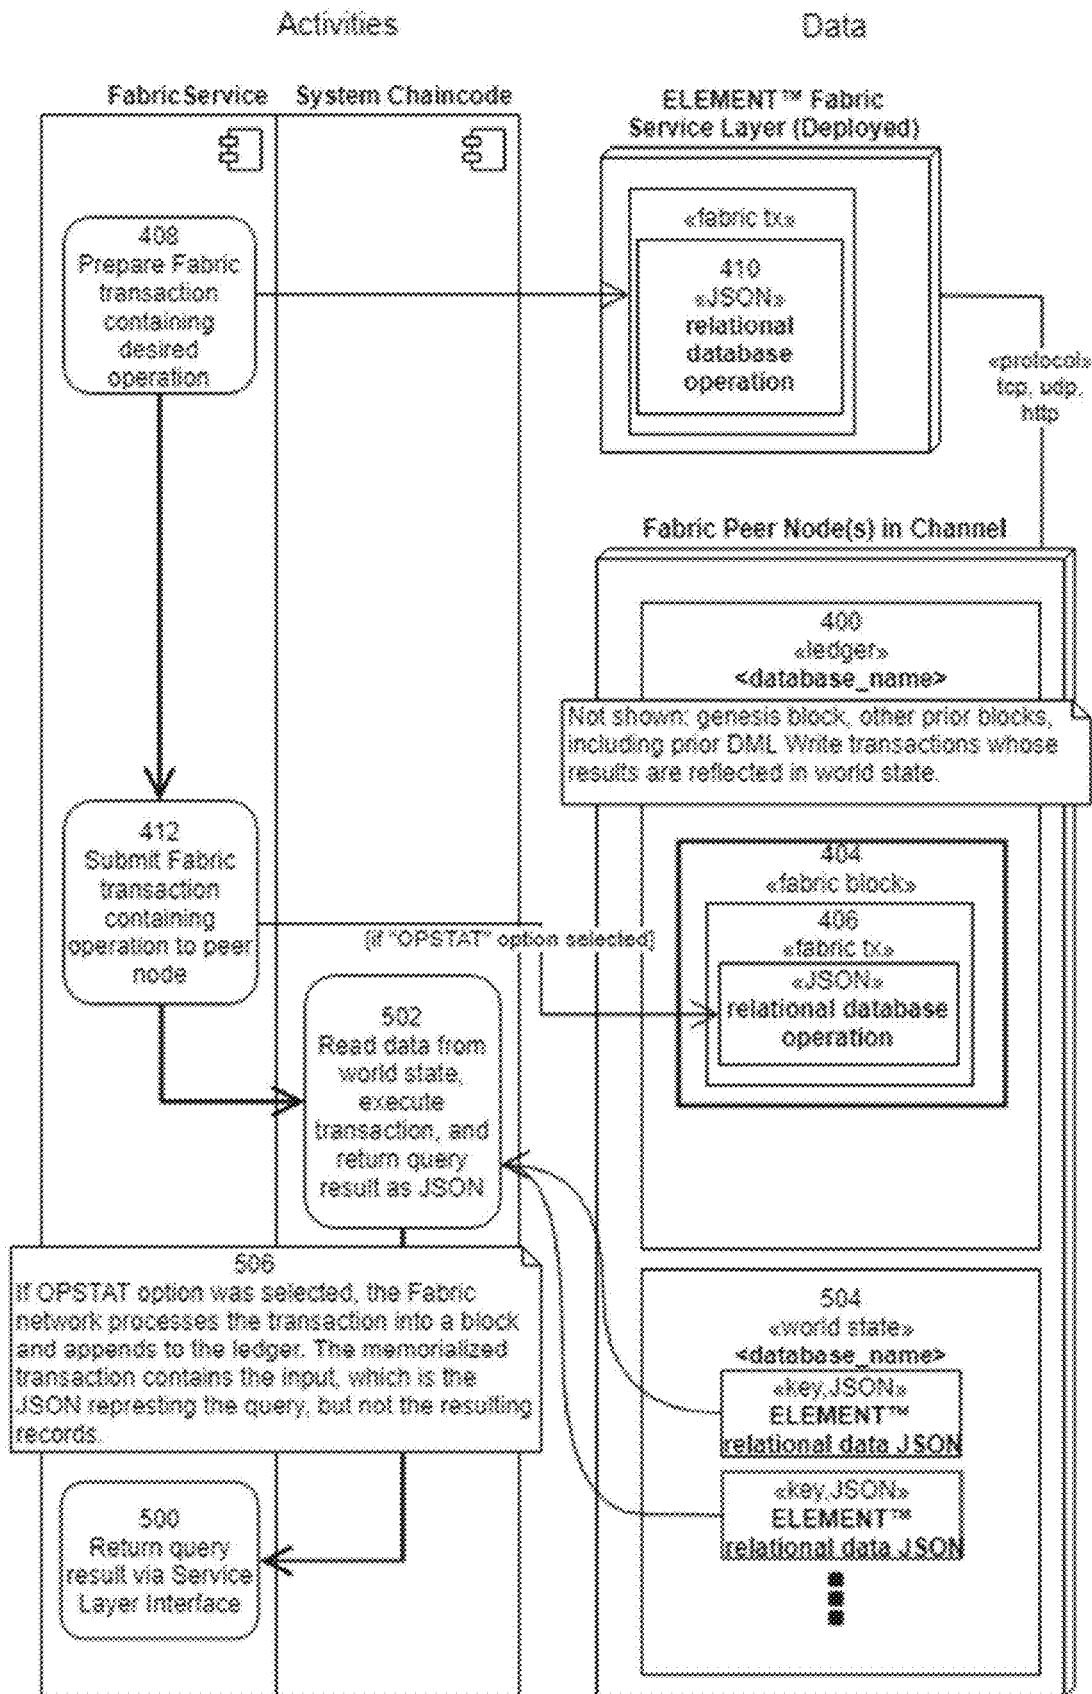 Activities
Data
FabricService
System Chaincode
ELEMENT™ Fabric
Service Layer (Deployed)
408
Prepare Fabric
transaction
containing
desired
operation
«fabric tx»
410
«JSON»
relational
database
operation
«protocol»
tcp, udp,
http
Fabric Peer Node(s) in Channel
400
«ledger»
<database_name>
Not shown: genesis block, other prior blocks,
including prior DML Write transactions whose
results are reflected in world state.
412
Submit Fabric
transaction
containing
operation to peer
node
[if "OPSTAT" option selected]
404
«fabric block»
406
«fabric tx»
«JSON»
relational database
operation
502
Read data from
world state,
execute
transaction, and
return query
result as JSON
506
If OPSTAT option was selected, the Fabric
network processes the transaction into a block
and appends to the ledger. The memorialized
transaction contains the input, which is the
JSON represting the query, but not the resulting
records.
504
«world state»
<database_name>
«key,JSON»
ELEMENT™
relational data JSON
«key,JSON»
ELEMENT™
relational data JSON
500
Return query
result via Service
Layer Interface